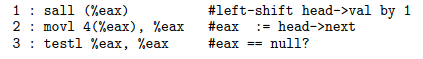 1 : sall (%eax) #left-shift head->val by 1
2 : movl 4(%eax), %eax #eax := head->next
3 : testl %eax, %eax #eax == null?